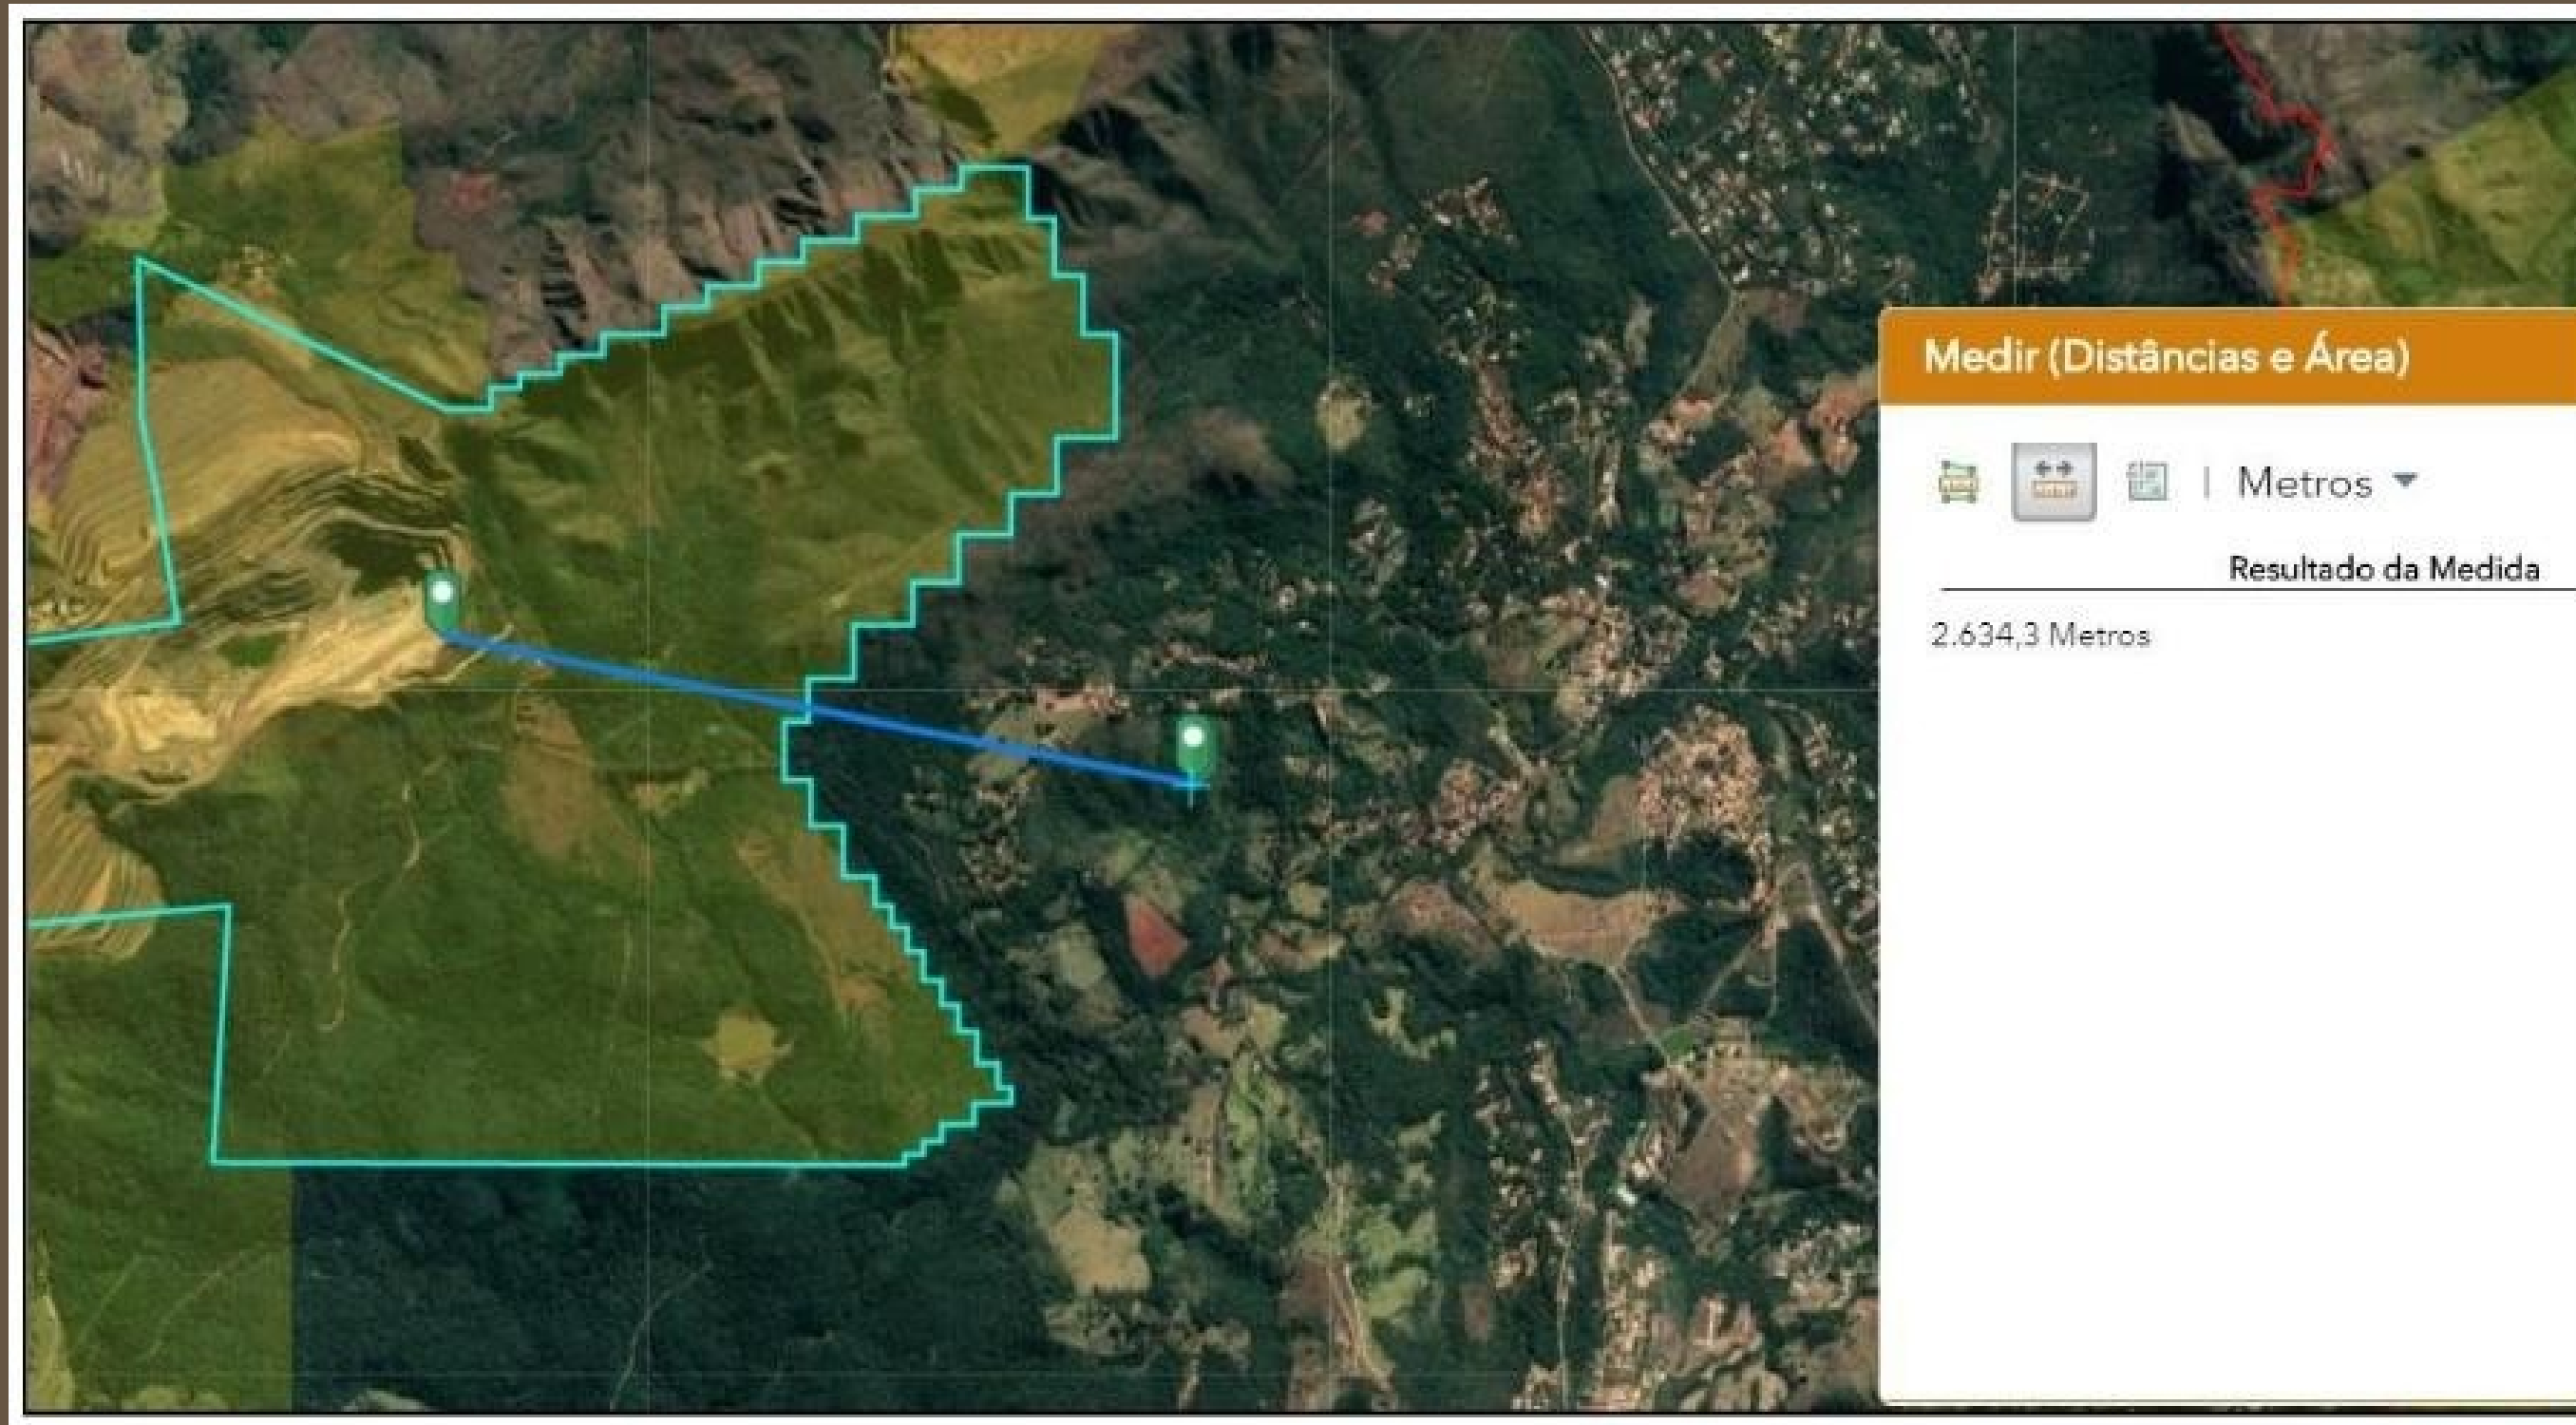 Medir (Distâncias e Área)
Metros
Resultado da Medida
2.634,3 Metros